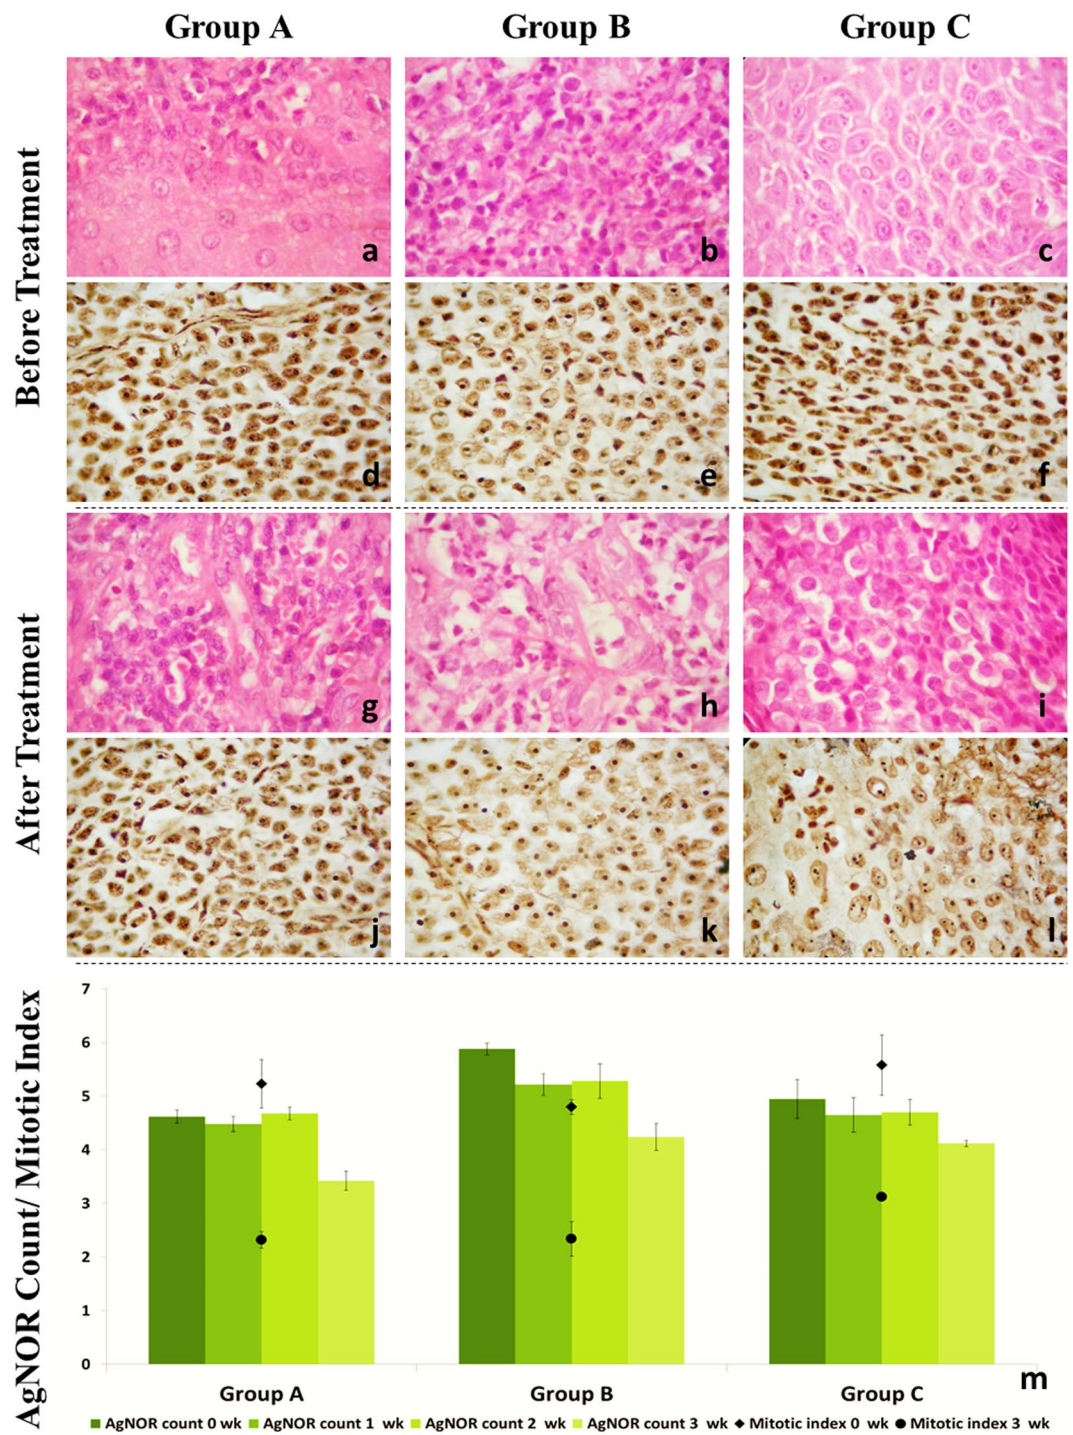 Group A Group B Group C
Before Treatment
a b c
d e f
After Treatment
g h i
j k l
AgNOR Count/ Mitotic Index
7
6
5
4
3
2
1
0
Group A Group B Group C
m
AgNOR count 0 wk AgNOR count 1 wk AgNOR count 2 wk AgNOR count 3 wk Mitotic index 0 wk Mitotic index 3 wk